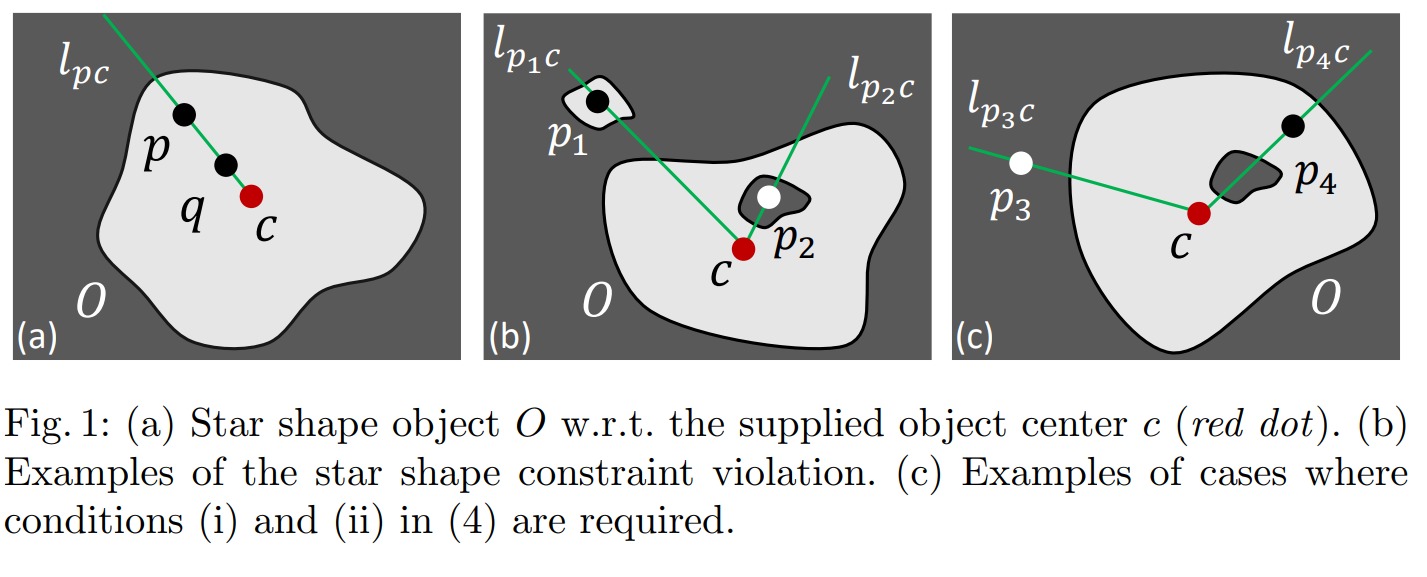 l_{pc}
p
q
c
O
(a)
l_{p_1c}
l_{p_2c}
p_1
p_2
c
O
(b)
l_{p_3c}
l_{p_4c}
p_3
p_4
c
O
(c)
Fig. 1: (a) Star shape object O w.r.t. the supplied object center c (red dot). (b)
Examples of the star shape constraint violation. (c) Examples of cases where
conditions (i) and (ii) in (4) are required.